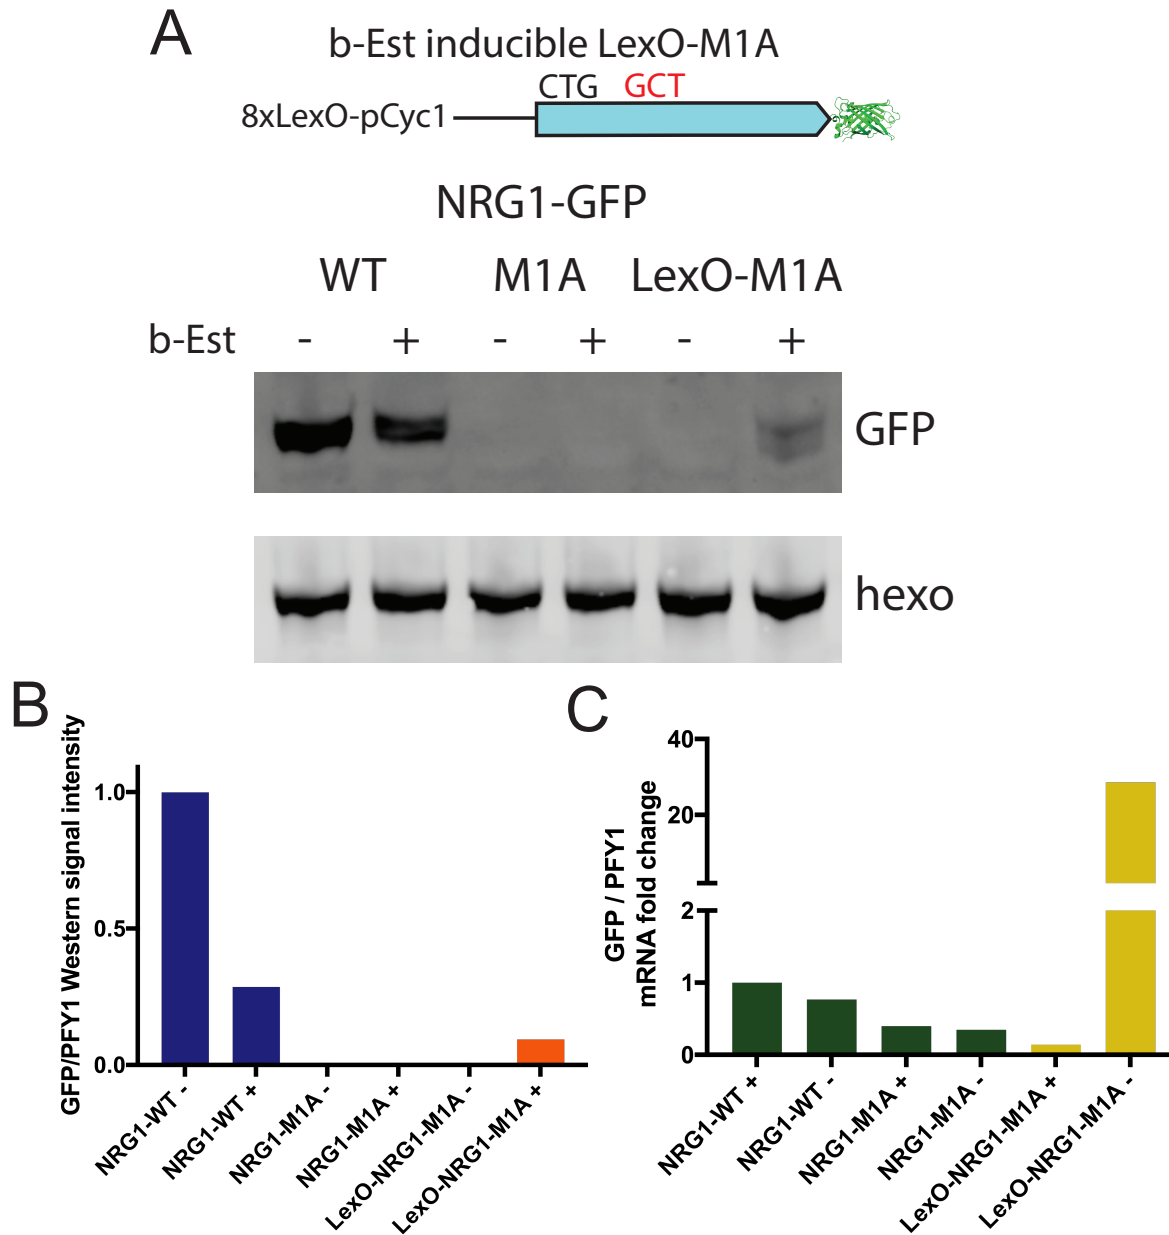 A
b-Est inducible LexO-M1A
CTG GCT
8xLexO-pCyc1
NRG1-GFP
WT M1A LexO-M1A
b-Est - + - + - +
GFP
hexo
B
GFP/PFY1 Western signal intensity
1.0
0.5
0.0
NRG1-WT -
NRG1-WT +
NRG1-M1A -
NRG1-M1A +
LexO-NRG1-M1A -
LexO-NRG1-M1A +
C
GFP / PFY1
mRNA fold change
40
20
2
1
0
NRG1-WT +
NRG1-WT -
NRG1-M1A +
NRG1-M1A -
LexO-NRG1-M1A +
LexO-NRG1-M1A -